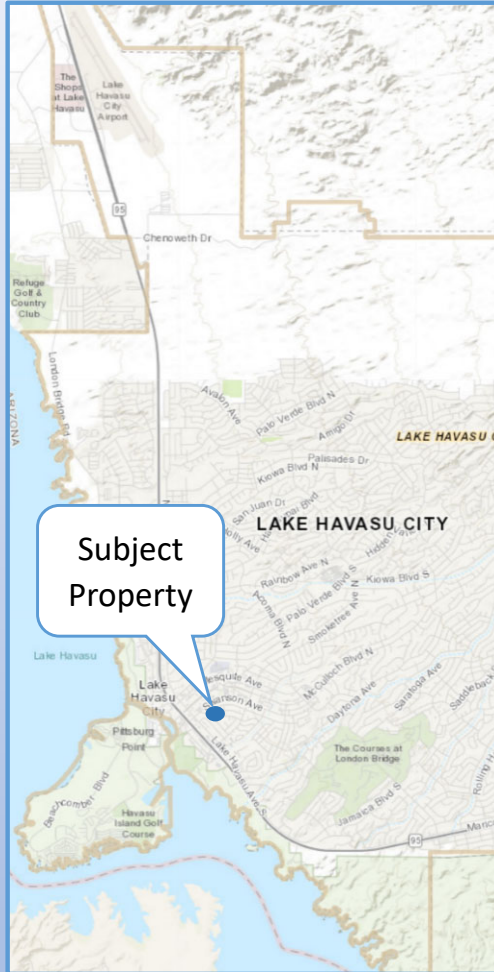 The
Shops
at Lake
Havasu
Lake
Havasu
City
Airport
95
Chenoweth Dr
Refuge
Golf &
Country
Club
London Bridge Rd
ARIZONA
Avalon Ave
Palo Verde Blvd N
Amigo Dr
LAKE HAVASU
Palisades Dr
Kiowa Blvd N
San Juan Dr
LAKE HAVASU CITY
Subject
Property
Rainbow Ave N
Kiowa Blvd S
Acoma Blvd N
Palo Verde Blvd S
Smoketree Ave N
Lake Havasu
McCulloch Blvd N
Lake
Havasu
City
Swanson Ave
Daytona Ave
Saratoga Ave
Saddleback
Pittsburg
Point
Lake Havasu Ave S
The Courses at
London Bridge
Beachcomber Blvd
Havasu
Island Golf
Course
Jamaica Blvd S
95